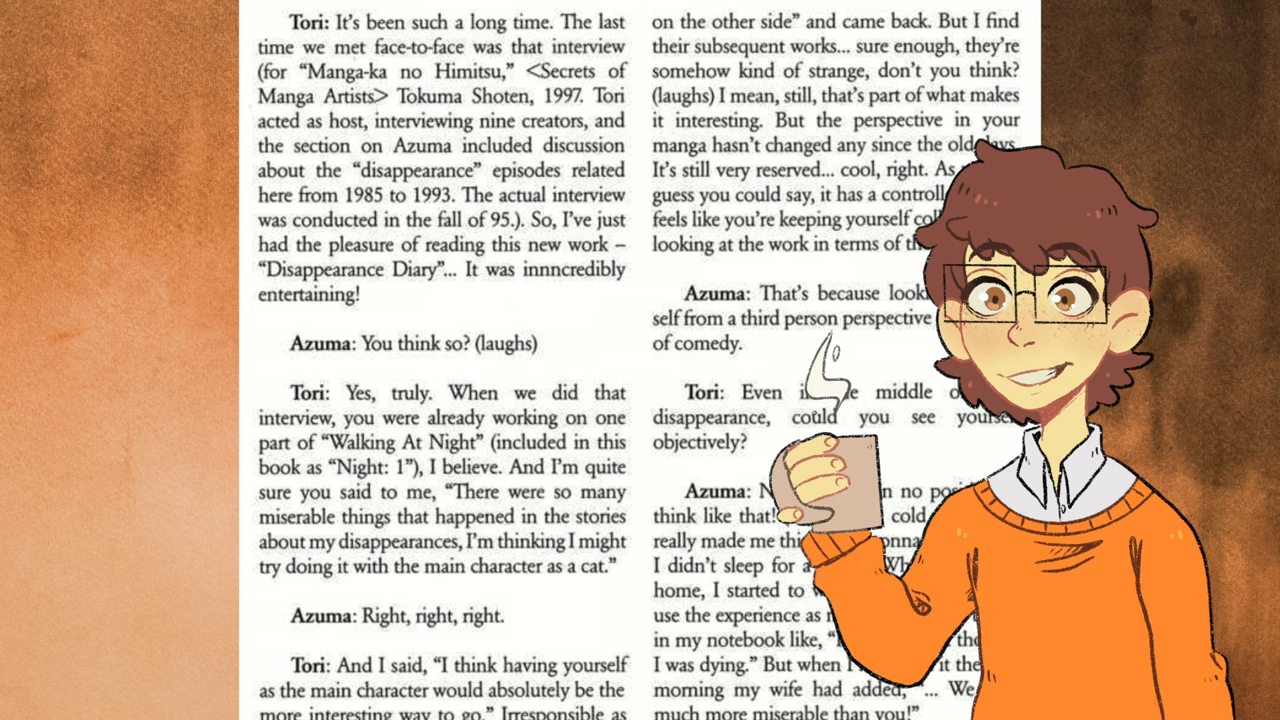 Tori: It's been such a long time. The last
time we met face-to-face was that interview
(for “Manga-ka no Himitsu,” <Secrets of
Manga Artists> Tokuma Shoten, 1997. Tori
acted as host, interviewing nine creators, and
the section on Azuma included discussion
about the “disappearance” episodes related
here from 1985 to 1993. The actual interview
was conducted in the fall of 95.). So, I've just
had the pleasure of reading this new work –
“Disappearance Diary”... It was innncredibly
entertaining!
Azuma: You think so? (laughs)
Tori: Yes, truly. When we did that
interview, you were already working on one
part of “Walking At Night” (included in this
book as “Night: 1”), I believe. And I'm quite
sure you said to me, “There were so many
miserable things that happened in the stories
about my disappearances, I'm thinking I might
try doing it with the main character as a cat.”
Azuma: Right, right, right.
Tori: And I said, “I think having yourself
as the main character would absolutely be the
more interesting way to go.” Irresponsible as
on the other side” and came back. But I find
their subsequent works... sure enough, they're
somehow kind of strange, don't you think?
(laughs) I mean, still, that's part of what makes
it interesting. But the perspective in your
manga hasn't changed any since the old days.
It's still very reserved... cool, right. As
guess you could say, it has a
feels like you're keeping yourself
looking at the work in terms of
Azuma: That's because
self from a third person perspective
of comedy.
Tori: Even middle
disappearance, could you see yourself
objectively?
Azuma: no
think like that! cold
really made me
I didn't sleep for
home, I started to
use the experience as
in my notebook like,
I was dying.” But when I it the
morning my wife had added, “... We
much more miserable than you!”